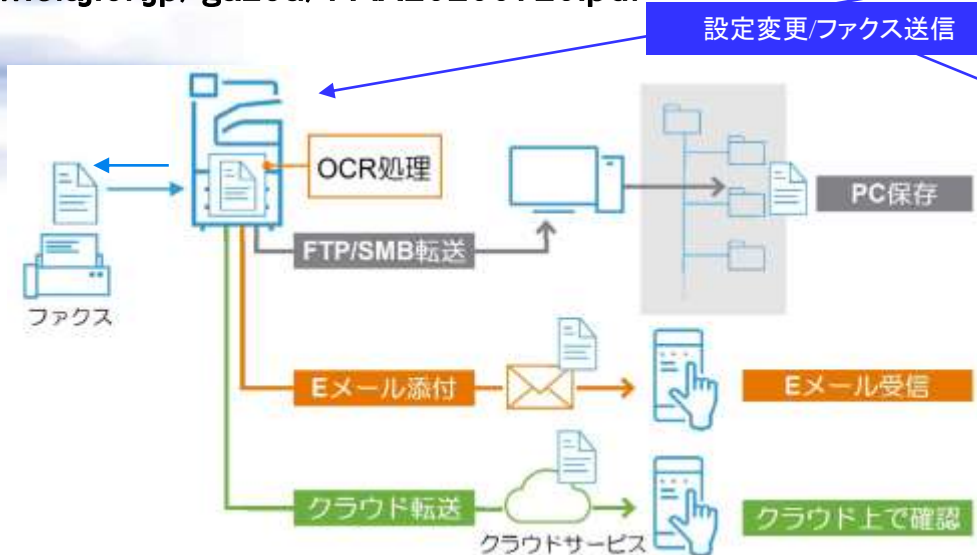 設定変更/ファクス送信
OCR処理
PC保存
FTP/SMB転送
ファクス
Eメール添付
Eメール受信
クラウド転送
クラウド上で確認
クラウドサービス